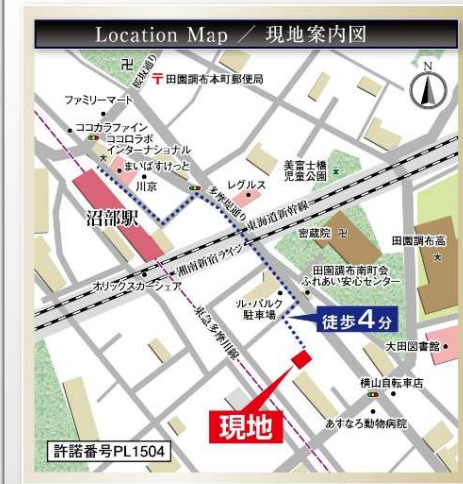 Location Map ／ 現地案内図
N
桜坂通り
〒田園調布本町郵便局
ファミリーマート
ココカラファイン
ココロラボ
インターナショナル
まいばすけっと
川京
レグルス
美富士橋
児童公園
多摩堤通り
東海道新幹線
沼部駅
湘南新宿ライン
密蔵院
田園調布高
オリックスカーシェア
田園調布南町会
ふれあい安心センター
ル・パルク
駐車場
徒歩4分
東急多摩川線
大田図書館
横山自転車店
現地
あすなろ動物病院
許諾番号PL1504